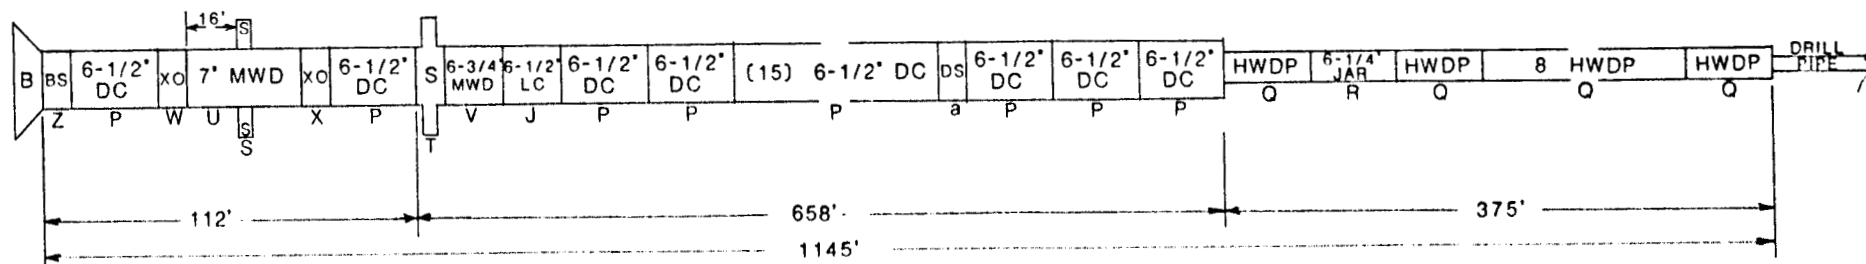 16'
S
B
BS
6-1/2"
DC
XO
7" MWD
XO
6-1/2"
DC
S
6-3/4"
MWD
6-1/2"
LC
6-1/2"
DC
6-1/2"
DC
(15) 6-1/2" DC
DS
6-1/2"
DC
6-1/2"
DC
6-1/2"
DC
HWDP
6-1/4"
JAR
HWDP
8 HWDP
HWDP
DRILL
PIPE
Z P W U S X P T V J P P P a P P P Q R Q Q Q
S
112'
658'
375'
1145'